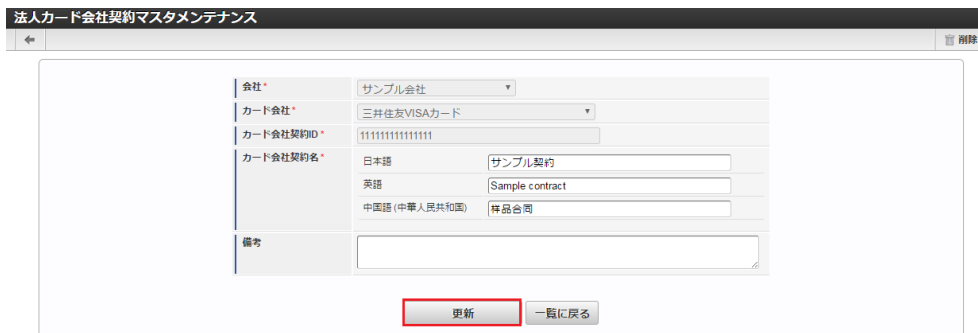 法人カード会社契約マスタメンテナンス
削除
会社*
サンプル会社
カード会社*
三井住友VISAカード
カード会社契約ID*
111111111111111
カード会社契約名*
日本語
サンプル契約
英語
Sample contract
中国語 (中華人民共和国)
样品合同
備考
更新
一覧に戻る